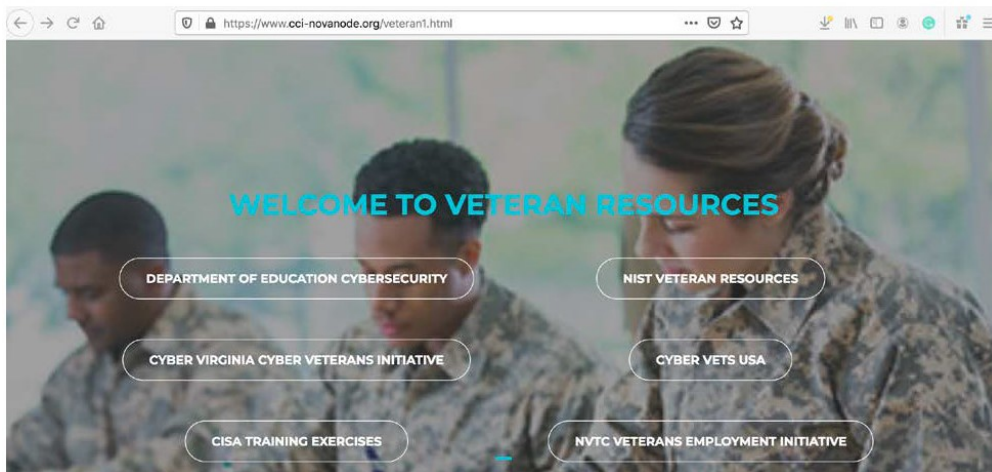 https://www.cci-novanode.org/veteran1.html
WELCOME TO VETERAN RESOURCES
DEPARTMENT OF EDUCATION CYBERSECURITY
NIST VETERAN RESOURCES
CYBER VIRGINIA CYBER VETERANS INITIATIVE
CYBER VETS USA
CISA TRAINING EXERCISES
NVTC VETERANS EMPLOYMENT INITIATIVE